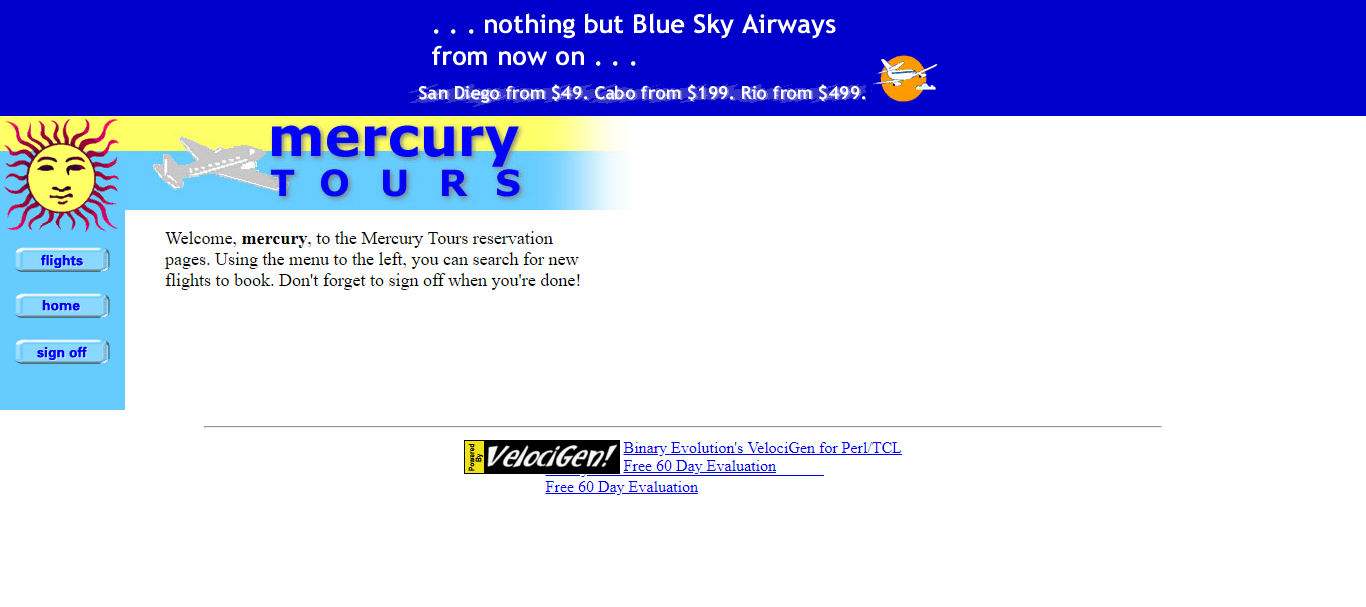 . . . nothing but Blue Sky Airways
from now on . . .
San Diego from $49. Cabo from $199. Rio from $499.
mercury
TOURS
Welcome, mercury, to the Mercury Tours reservation
pages. Using the menu to the left, you can search for new
flights to book. Don't forget to sign off when you're done!
flights
home
sign off
Powered By VelociGen!
Binary Evolution's VelociGen for Perl/TCL
Free 60 Day Evaluation
Free 60 Day Evaluation